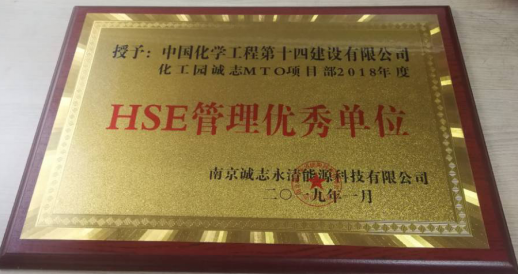 授予：中国化学工程第十四建设有限公司
化工园诚志MTO项目部2018年度
HSE管理优秀单位
南京诚志永清能源科技有限公司
二〇一九年一月